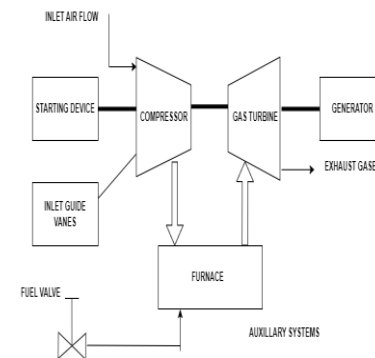 INLET AIR FLOW
STARTING DEVICE
COMPRESSOR
GAS TURBINE
GENERATOR
EXHAUST GASE
INLET GUIDE
VANES
FURNACE
FUEL VALVE
AUXILLARY SYSTEMS